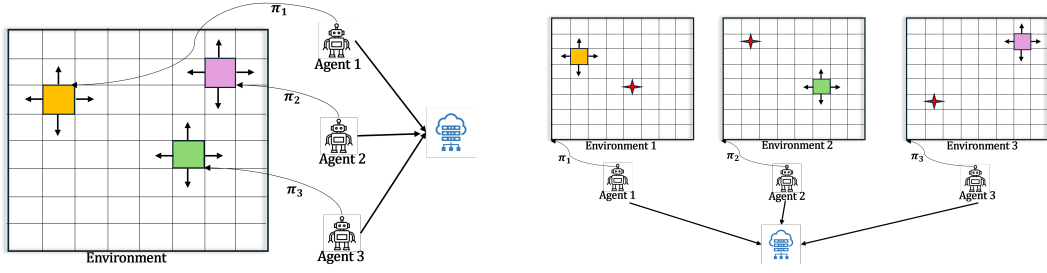 π₁
Agent 1
π₂
Agent 2
π₃
Agent 3
Environment
Environment 1
Environment 2
Environment 3
π₁
π₂
π₃
Agent 1
Agent 2
Agent 3